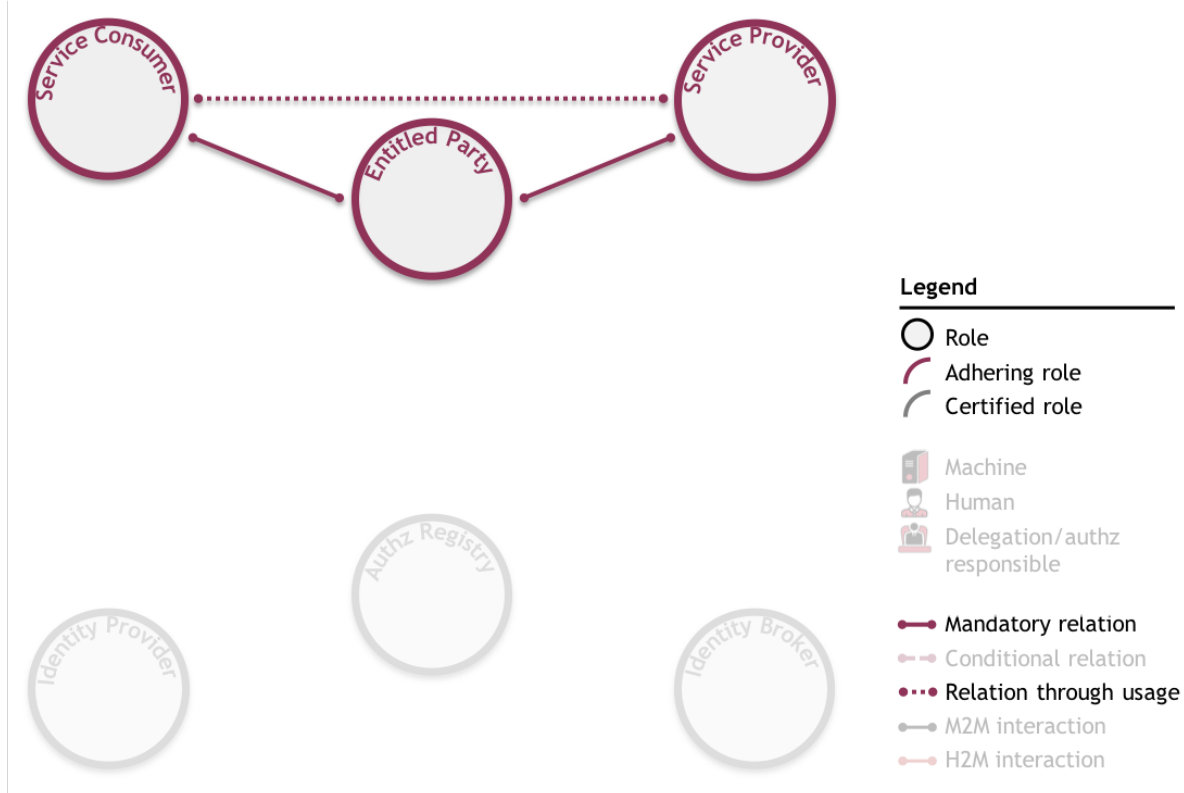 Service Consumer
Service Provider
Entitled Party
Legend
Role
Adhering role
Certified role
Machine
Human
Delegation/authz
responsible
Authz Registry
Identity Provider
Identity Broker
Mandatory relation
Conditional relation
Relation through usage
M2M interaction
H2M interaction